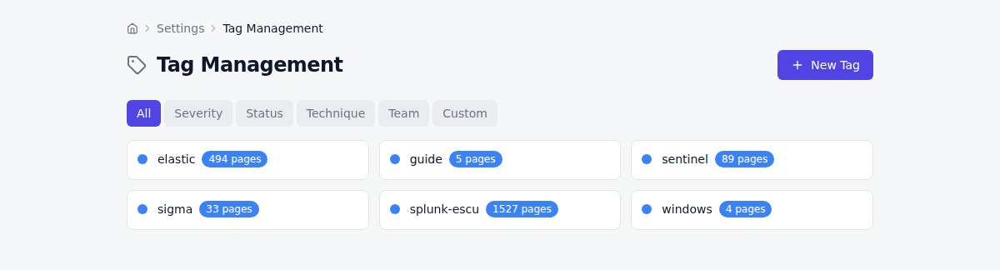 Settings Tag Management
Tag Management
New Tag
All Severity Status Technique Team Custom
elastic 494 pages guide 5 pages sentinel 89 pages
sigma 33 pages splunk-escu 1527 pages windows 4 pages